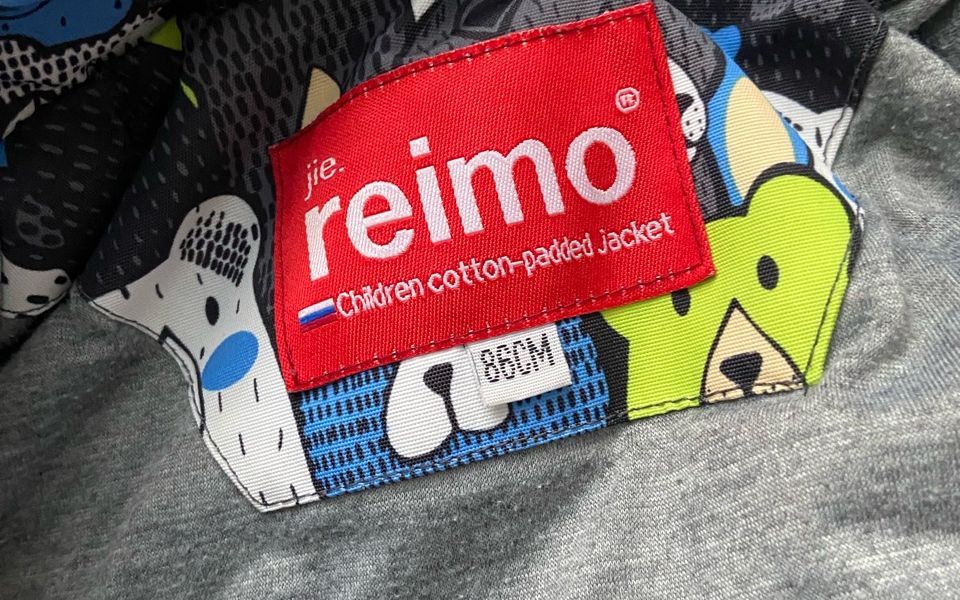 jie.
reimo®
Children cotton-padded jacket
86CM